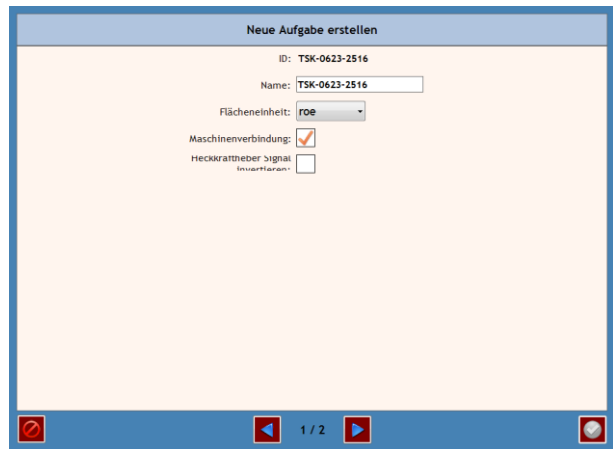 Neue Aufgabe erstellen
ID: TSK-0623-2516
Name: TSK-0623-2516
Flächeneinheit: roe
Maschinenverbindung:
Heckkraftheber Signal
invertieren:
1 / 2